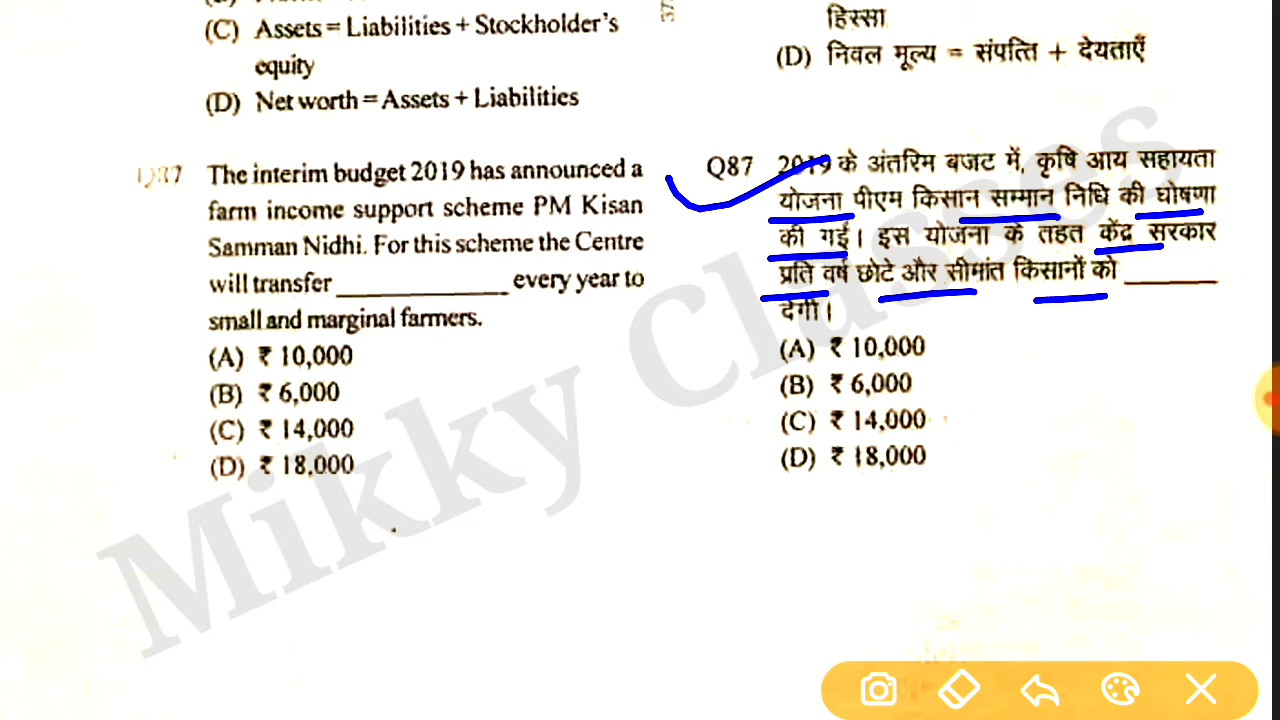 (C) Assets = Liabilities + Stockholder's
equity
(D) Net worth = Assets + Liabilities
The interim budget 2019 has announced a
farm income support scheme PM Kisan
Samman Nidhi. For this scheme the Centre
will transfer ____________ every year to
small and marginal farmers.
(A) ₹ 10,000
(B) ₹ 6,000
(C) ₹ 14,000
(D) ₹ 18,000
हिस्सा
(D) निवल मूल्य = संपत्ति + देयताएँ
Q87 2019 के अंतरिम बजट में, कृषि आय सहायता
योजना पीएम किसान सम्मान निधि की घोषणा
की गई। इस योजना के तहत केंद्र सरकार
प्रति वर्ष छोटे और सीमांत किसानों को ________
देगी।
(A) ₹ 10,000
(B) ₹ 6,000
(C) ₹ 14,000
(D) ₹ 18,000
Mikky Classes